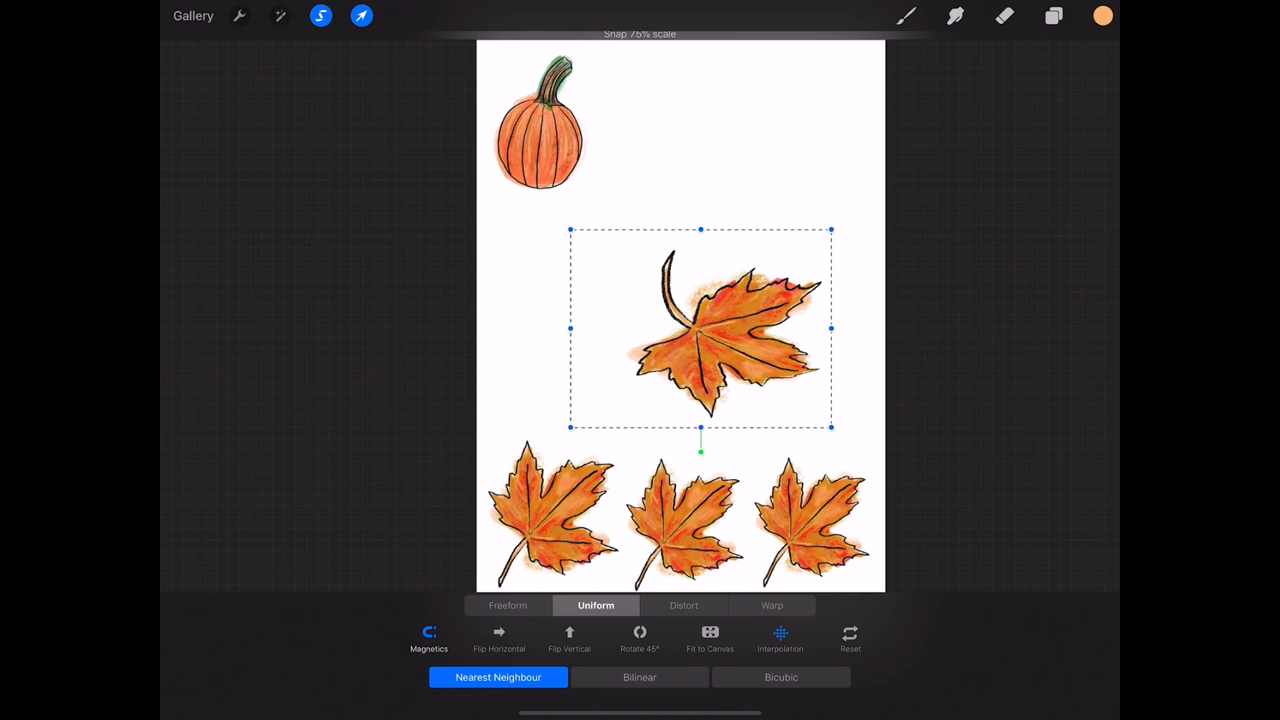 Gallery
Snap 75% scale
Freeform Uniform Distort Warp
Magnetics Flip Horizontal Flip Vertical Rotate 45° Fit to Canvas Interpolation Reset
Nearest Neighbour Bilinear Bicubic